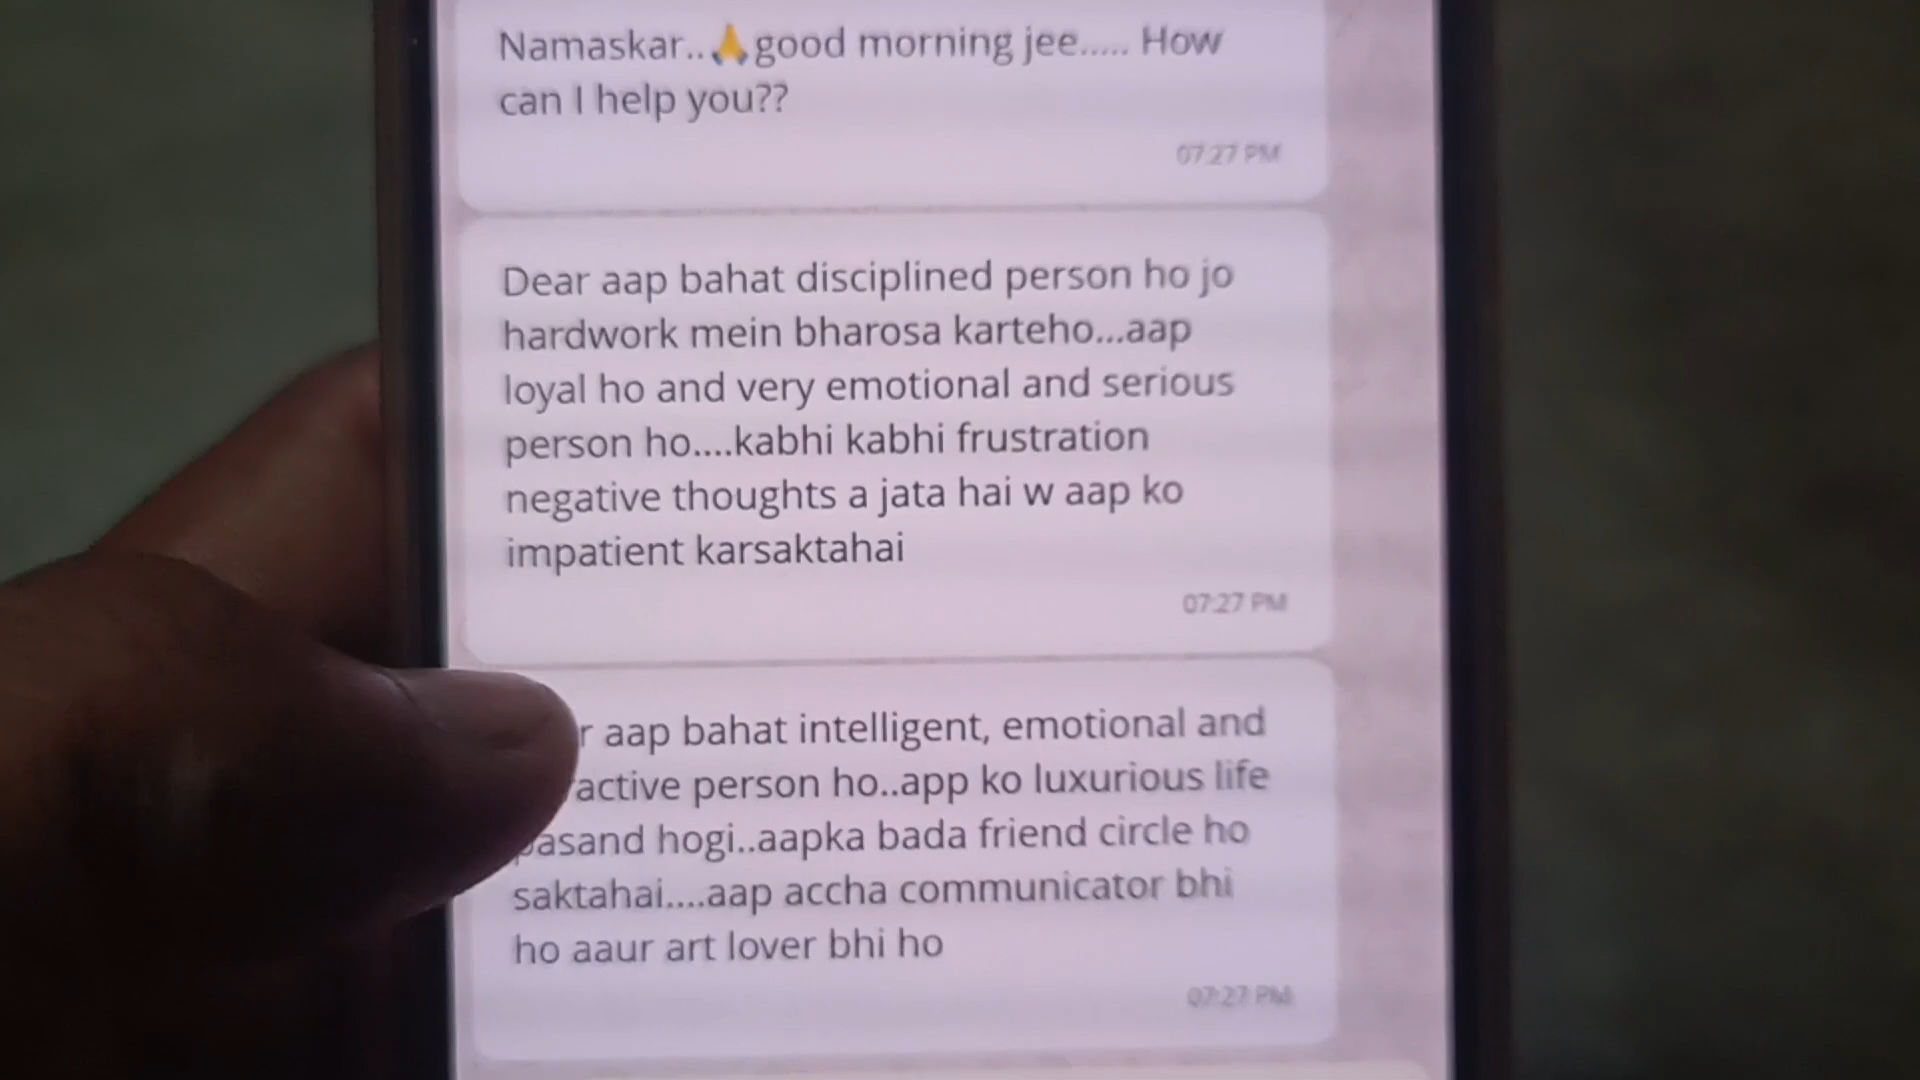 Namaskar..🙏good morning jee..... How
can I help you??
07:27 PM
Dear aap bahat disciplined person ho jo
hardwork mein bharosa karteho...aap
loyal ho and very emotional and serious
person ho....kabhi kabhi frustration
negative thoughts a jata hai w aap ko
impatient karsaktahai
07:27 PM
aap bahat intelligent, emotional and
person ho..app ko luxurious life
hogi..aapka bada friend circle ho
saktahai....aap accha communicator bhi
ho aaur art lover bhi ho
07:27 PM